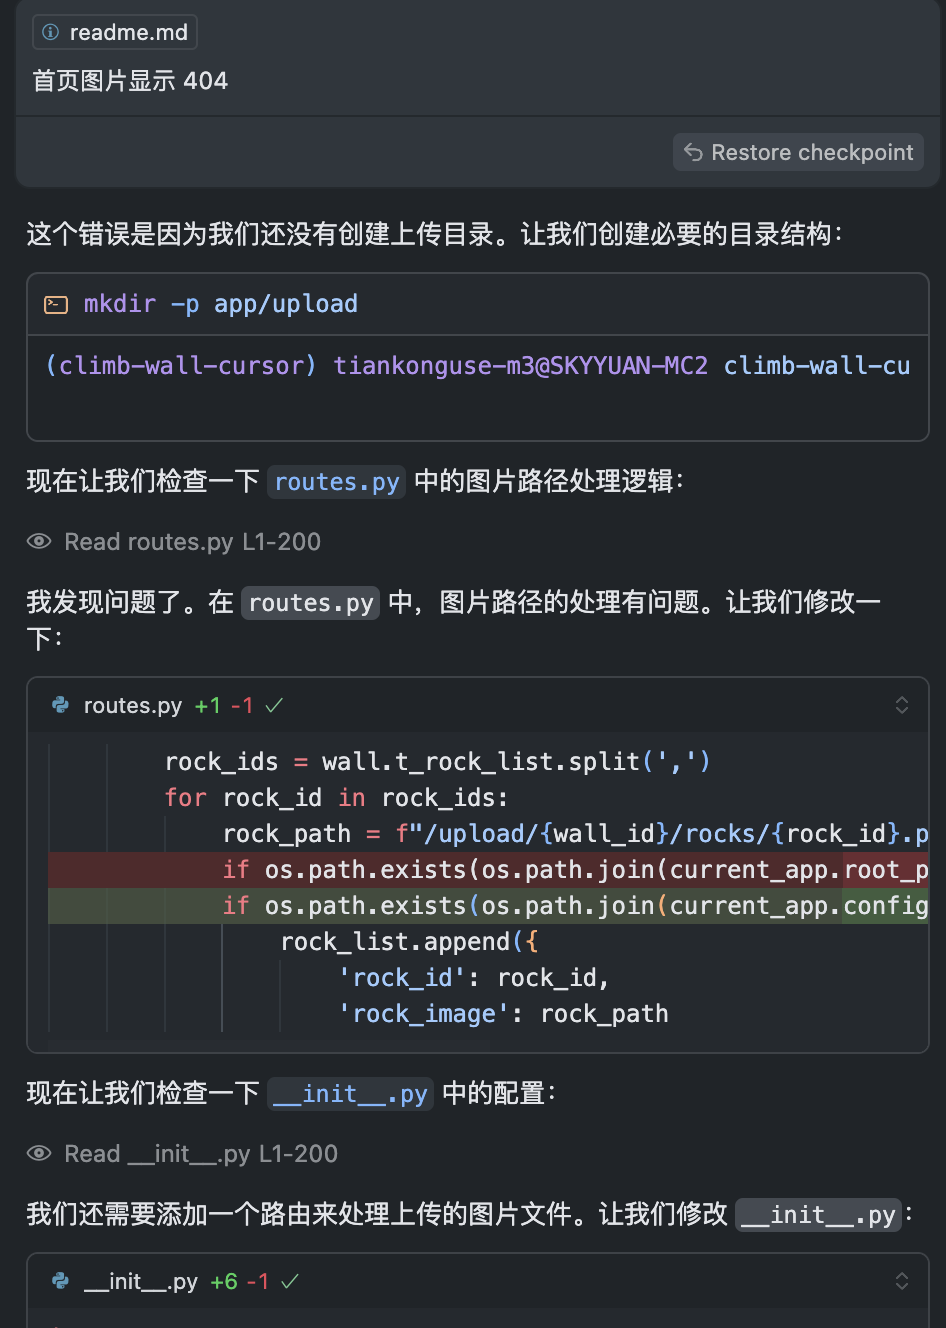 readme.md
首页图片显示 404
Restore checkpoint
这个错误是因为我们还没有创建上传目录。让我们创建必要的目录结构：
mkdir -p app/upload
(climb-wall-cursor) tiankonguse-m3@SKYYUAN-MC2 climb-wall-cu
现在让我们检查一下 routes.py 中的图片路径处理逻辑：
Read routes.py L1-200
我发现问题了。在 routes.py 中，图片路径的处理有问题。让我们修改一
下：
routes.py +1 -1
rock_ids = wall.t_rock_list.split(',')
for rock_id in rock_ids:
rock_path = f"/upload/{wall_id}/rocks/{rock_id}.p
if os.path.exists(os.path.join(current_app.root_p
if os.path.exists(os.path.join(current_app.config
rock_list.append({
'rock_id': rock_id,
'rock_image': rock_path
现在让我们检查一下 __init__.py 中的配置：
Read __init__.py L1-200
我们还需要添加一个路由来处理上传的图片文件。让我们修改 __init__.py：
__init__.py +6 -1